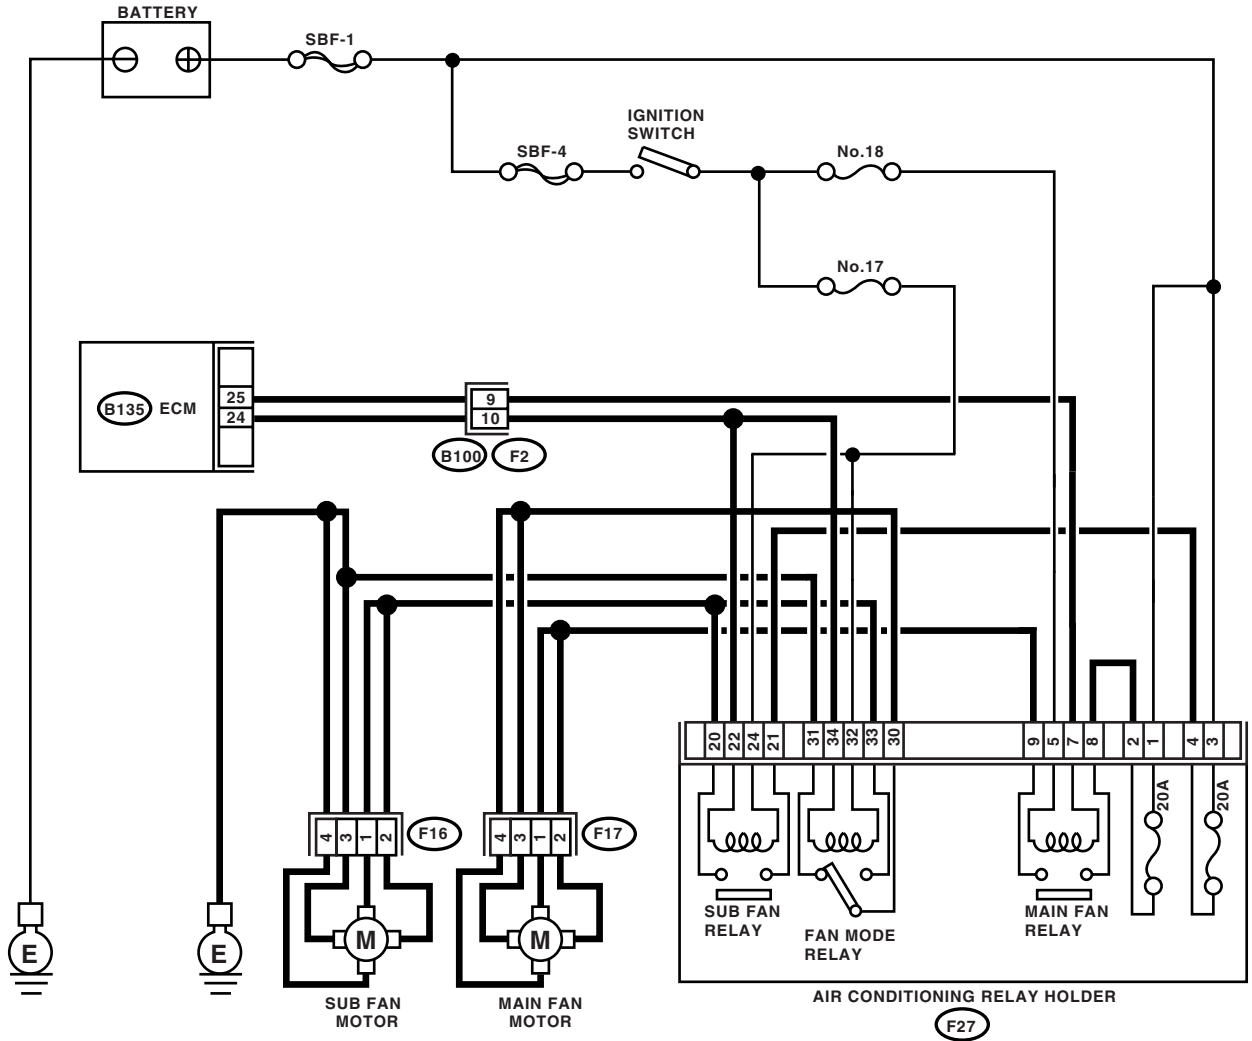 BATTERY
SBF-1
IGNITION
SWITCH
SBF-4
No.18
No.17
25
24
B135 ECM
9
10
B100 F2
20 22 24 21 31 34 32 33 30 9 5 7 8 2 1 4 3
20A 20A
4 3 1 2 F16
4 3 1 2 F17
SUB FAN
RELAY
FAN MODE
RELAY
MAIN FAN
RELAY
E
E
M
M
SUB FAN
MOTOR
MAIN FAN
MOTOR
AIR CONDITIONING RELAY HOLDER
F27